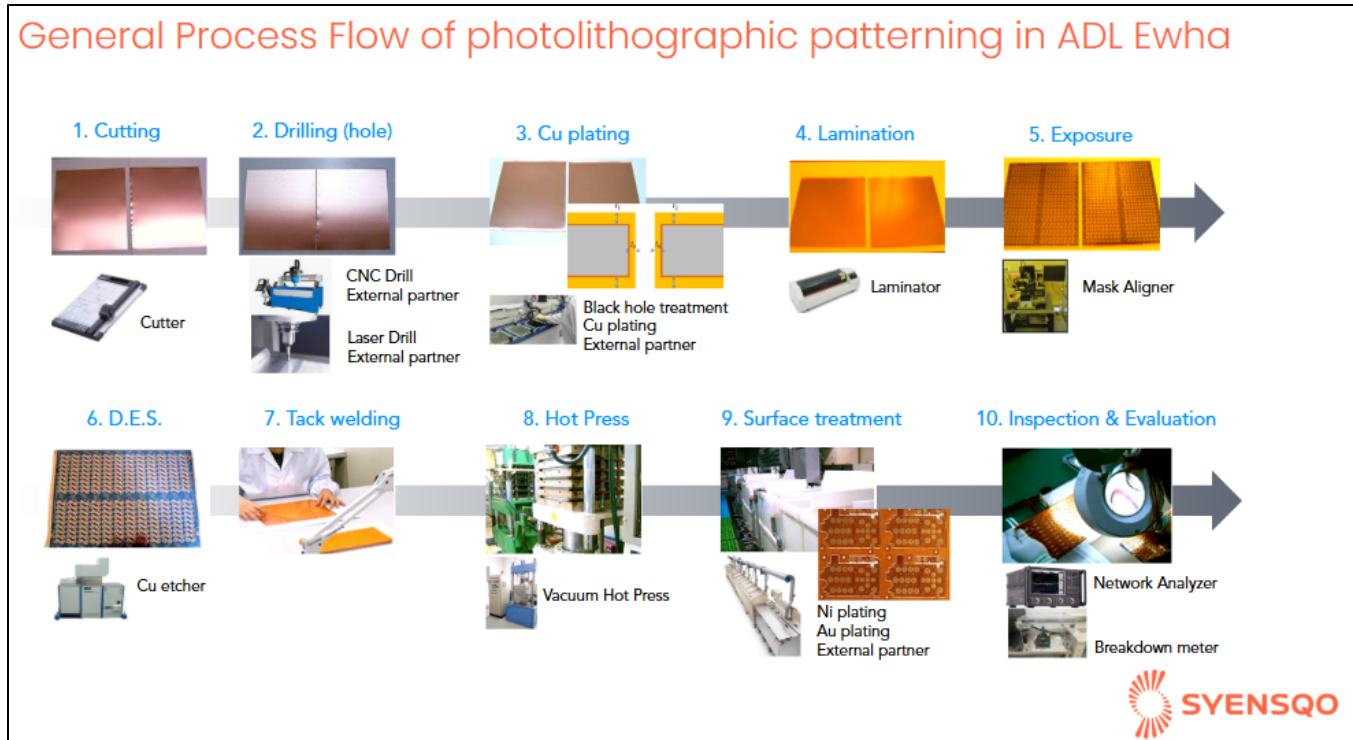 General Process Flow of photolithographic patterning in ADL Ewha
1. Cutting
2. Drilling (hole)
3. Cu plating
4. Lamination
5. Exposure
Cutter
CNC Drill
External partner
Laser Drill
External partner
Black hole treatment
Cu plating
External partner
Laminator
Mask Aligner
6. D.E.S.
7. Tack welding
8. Hot Press
9. Surface treatment
10. Inspection & Evaluation
Cu etcher
Vacuum Hot Press
Ni plating
Au plating
External partner
Network Analyzer
Breakdown meter
SYENSQO